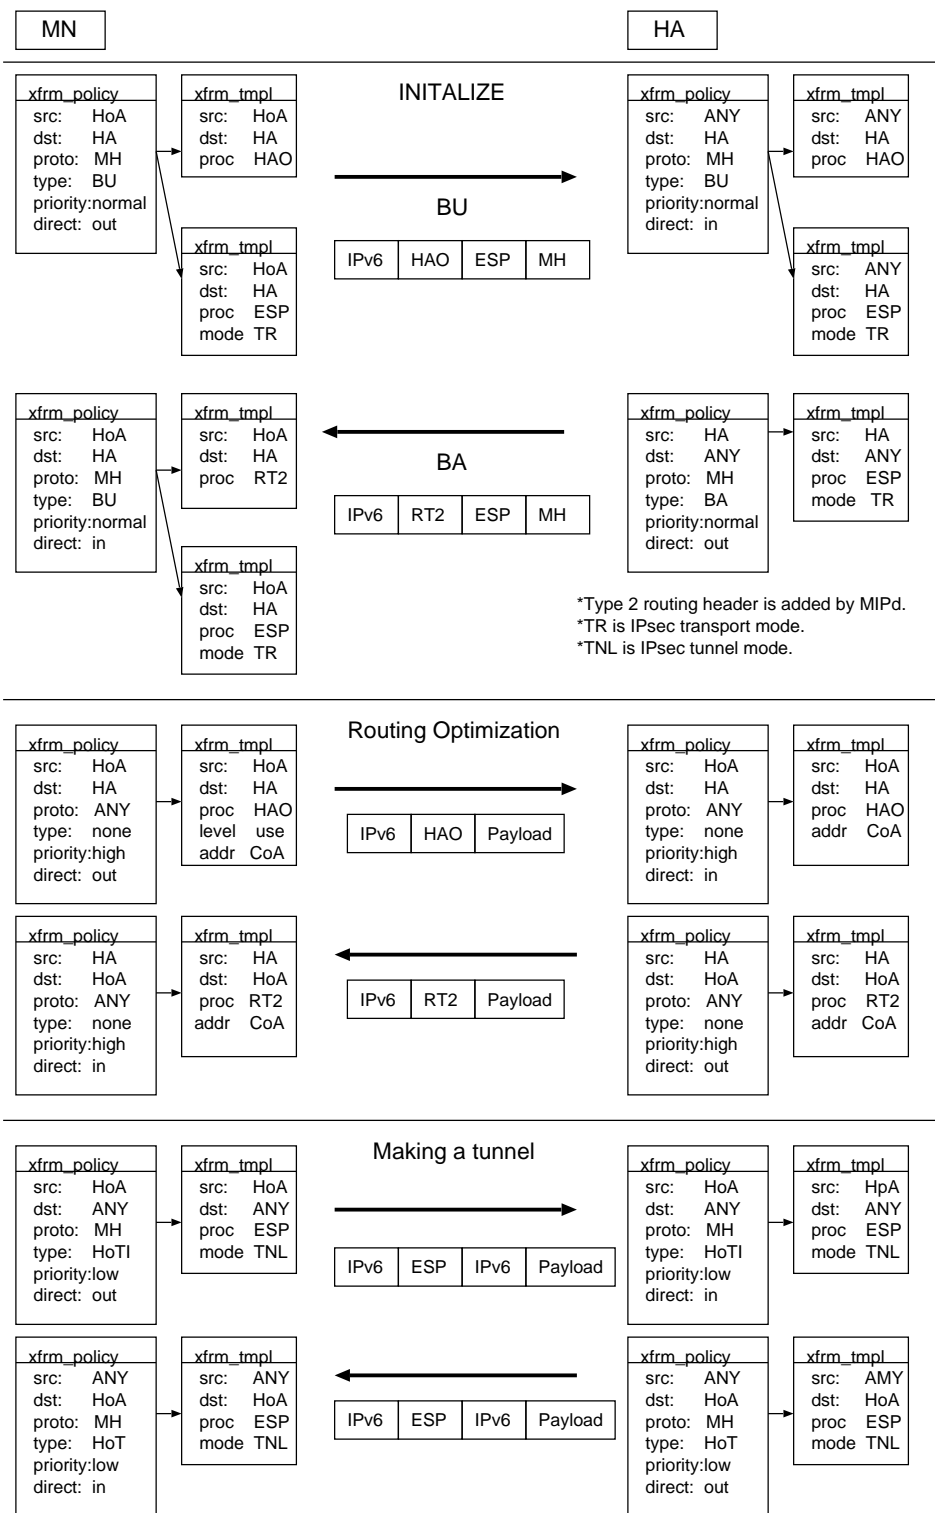 MN
HA
xfrm_policy
src: HoA
dst: HA
proto: MH
type: BU
priority:normal
direct: out
xfrm_tmpl
src: HoA
dst: HA
proc HAO
xfrm_tmpl
src: HoA
dst: HA
proc ESP
mode TR
INITALIZE
BU
IPv6 HAO ESP MH
xfrm_policy
src: ANY
dst: HA
proto: MH
type: BU
priority:normal
direct: in
xfrm_tmpl
src: ANY
dst: HA
proc HAO
xfrm_tmpl
src: ANY
dst: HA
proc ESP
mode TR
xfrm_policy
src: HoA
dst: HA
proto: MH
type: BU
priority:normal
direct: in
xfrm_tmpl
src: HoA
dst: HA
proc RT2
xfrm_tmpl
src: HoA
dst: HA
proc ESP
mode TR
BA
IPv6 RT2 ESP MH
xfrm_policy
src: HA
dst: ANY
proto: MH
type: BA
priority:normal
direct: out
xfrm_tmpl
src: HA
dst: ANY
proc ESP
mode TR
*Type 2 routing header is added by MIPd.
*TR is IPsec transport mode.
*TNL is IPsec tunnel mode.
Routing Optimization
xfrm_policy
src: HoA
dst: HA
proto: ANY
type: none
priority:high
direct: out
xfrm_tmpl
src: HoA
dst: HA
proc HAO
level use
addr CoA
IPv6 HAO Payload
xfrm_policy
src: HoA
dst: HA
proto: ANY
type: none
priority:high
direct: in
xfrm_tmpl
src: HoA
dst: HA
proc HAO
addr CoA
xfrm_policy
src: HA
dst: HoA
proto: ANY
type: none
priority:high
direct: in
xfrm_tmpl
src: HA
dst: HoA
proc RT2
addr CoA
IPv6 RT2 Payload
xfrm_policy
src: HA
dst: HoA
proto: ANY
type: none
priority:high
direct: out
xfrm_tmpl
src: HA
dst: HoA
proc RT2
addr CoA
Making a tunnel
xfrm_policy
src: HoA
dst: ANY
proto: MH
type: HoTI
priority:low
direct: out
xfrm_tmpl
src: HoA
dst: ANY
proc ESP
mode TNL
IPv6 ESP IPv6 Payload
xfrm_policy
src: HoA
dst: ANY
proto: MH
type: HoTI
priority:low
direct: in
xfrm_tmpl
src: HpA
dst: ANY
proc ESP
mode TNL
xfrm_policy
src: ANY
dst: HoA
proto: MH
type: HoT
priority:low
direct: in
xfrm_tmpl
src: ANY
dst: HoA
proc ESP
mode TNL
IPv6 ESP IPv6 Payload
xfrm_policy
src: ANY
dst: HoA
proto: MH
type: HoT
priority:low
direct: out
xfrm_tmpl
src: AMY
dst: HoA
proc ESP
mode TNL